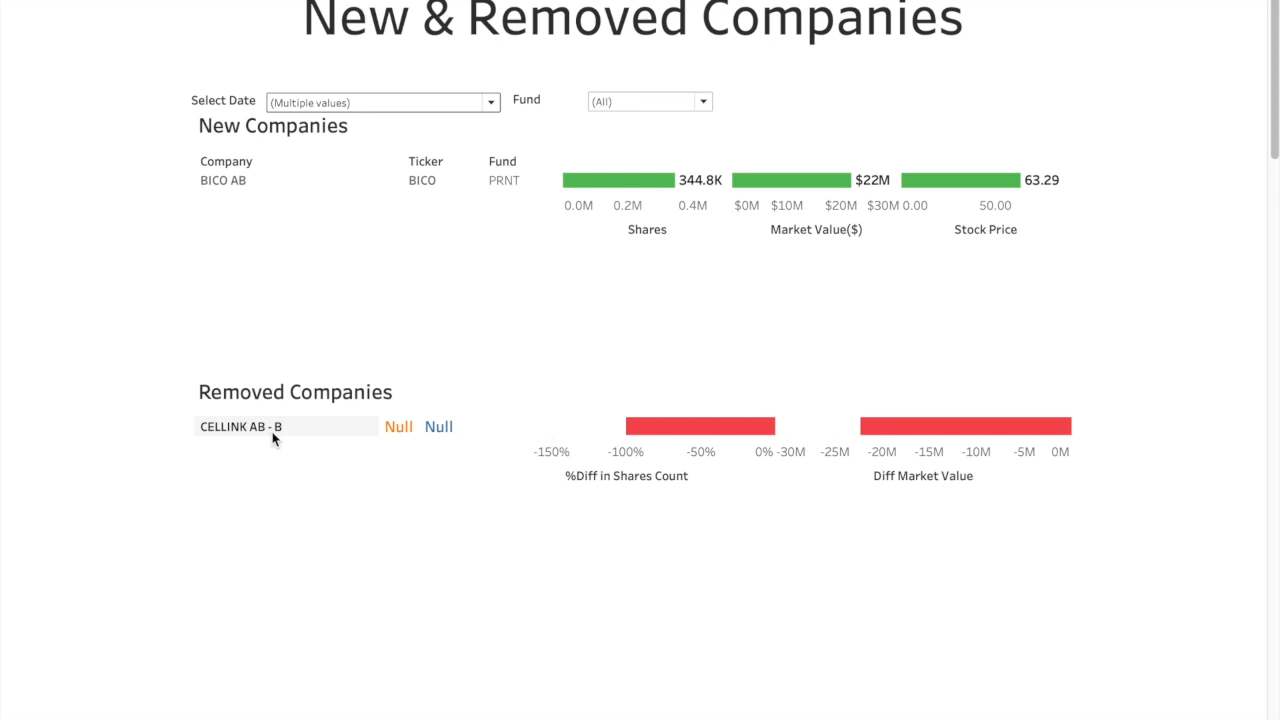 New & Removed Companies
Select Date (Multiple values) Fund (All)
New Companies
Company Ticker Fund
BICO AB BICO PRNT 344.8K $22M 63.29
0.0M 0.2M 0.4M $0M $10M $20M $30M 0.00 50.00
Shares Market Value($) Stock Price
Removed Companies
CELLINK AB - B Null Null
-150% -100% -50% 0% -30M -25M -20M -15M -10M -5M 0M
%Diff in Shares Count Diff Market Value